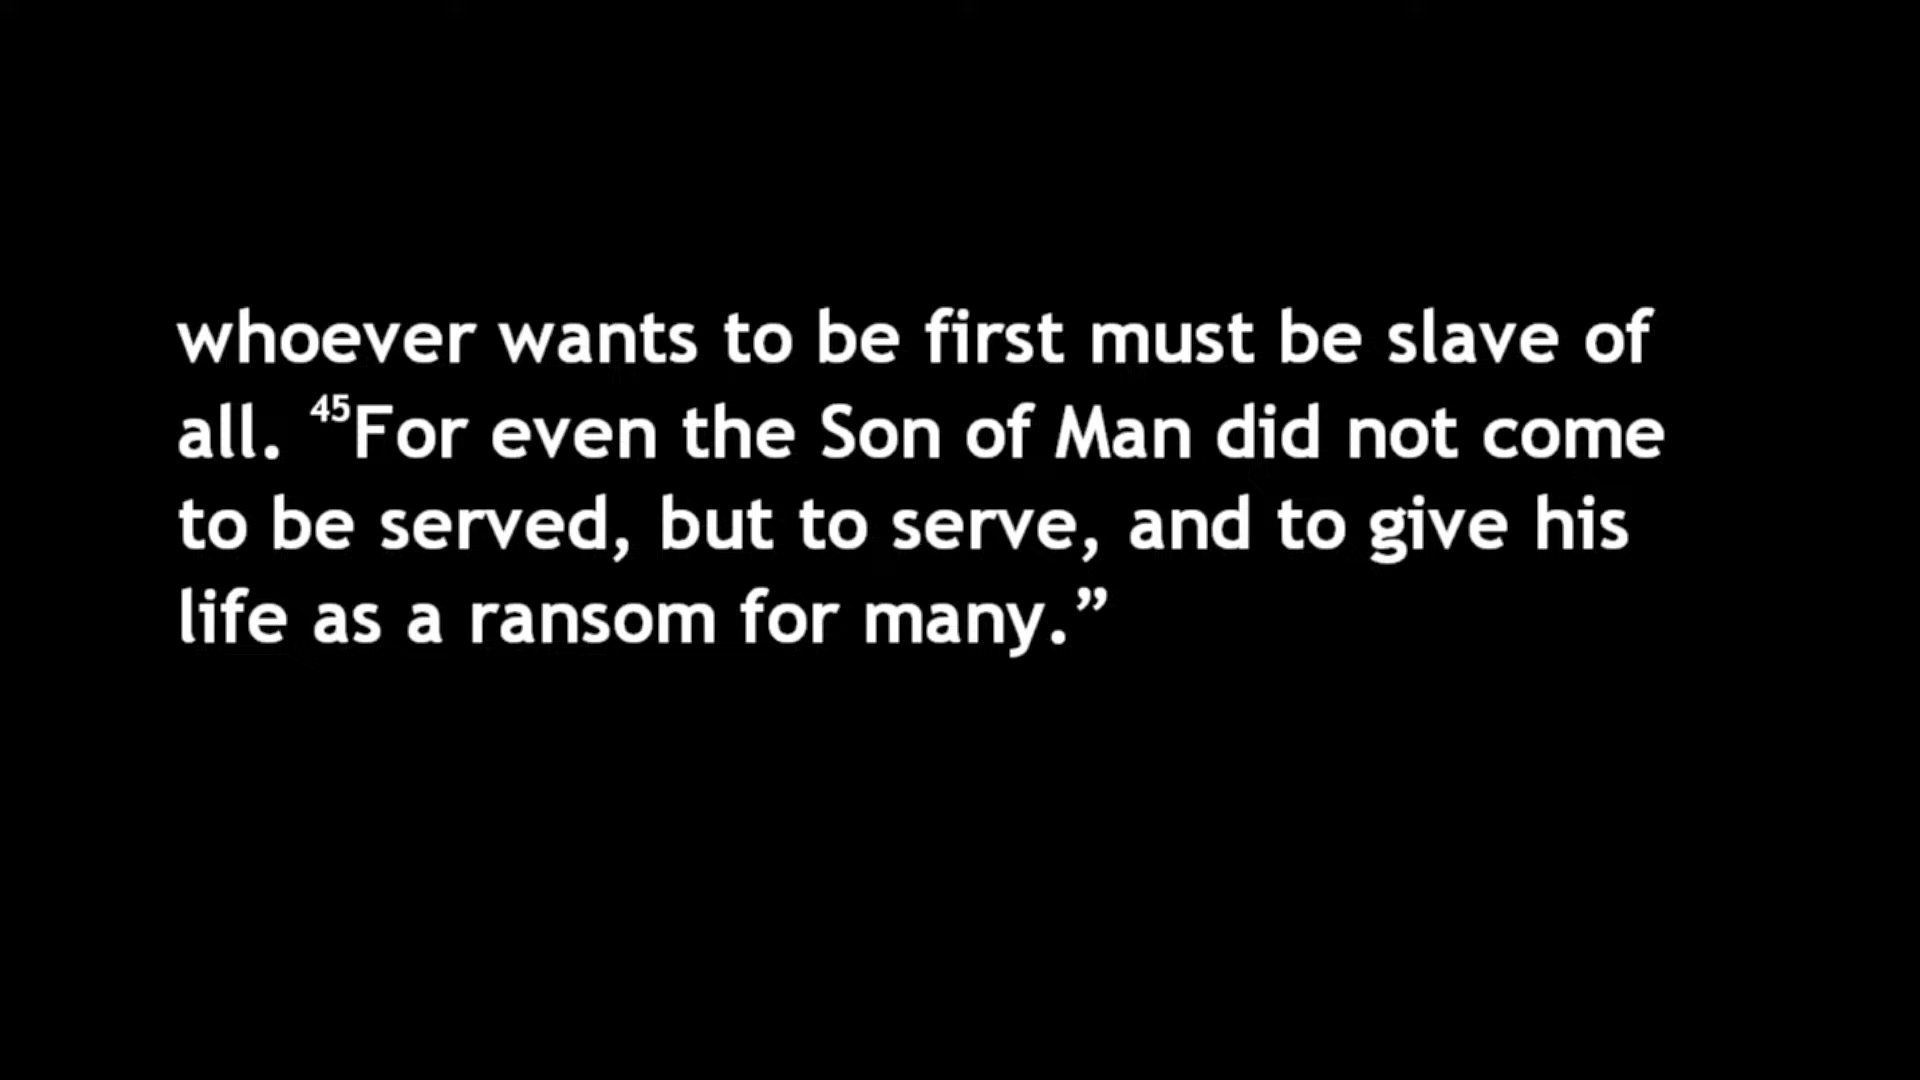 whoever wants to be first must be slave of
all. ⁴⁵For even the Son of Man did not come
to be served, but to serve, and to give his
life as a ransom for many.”